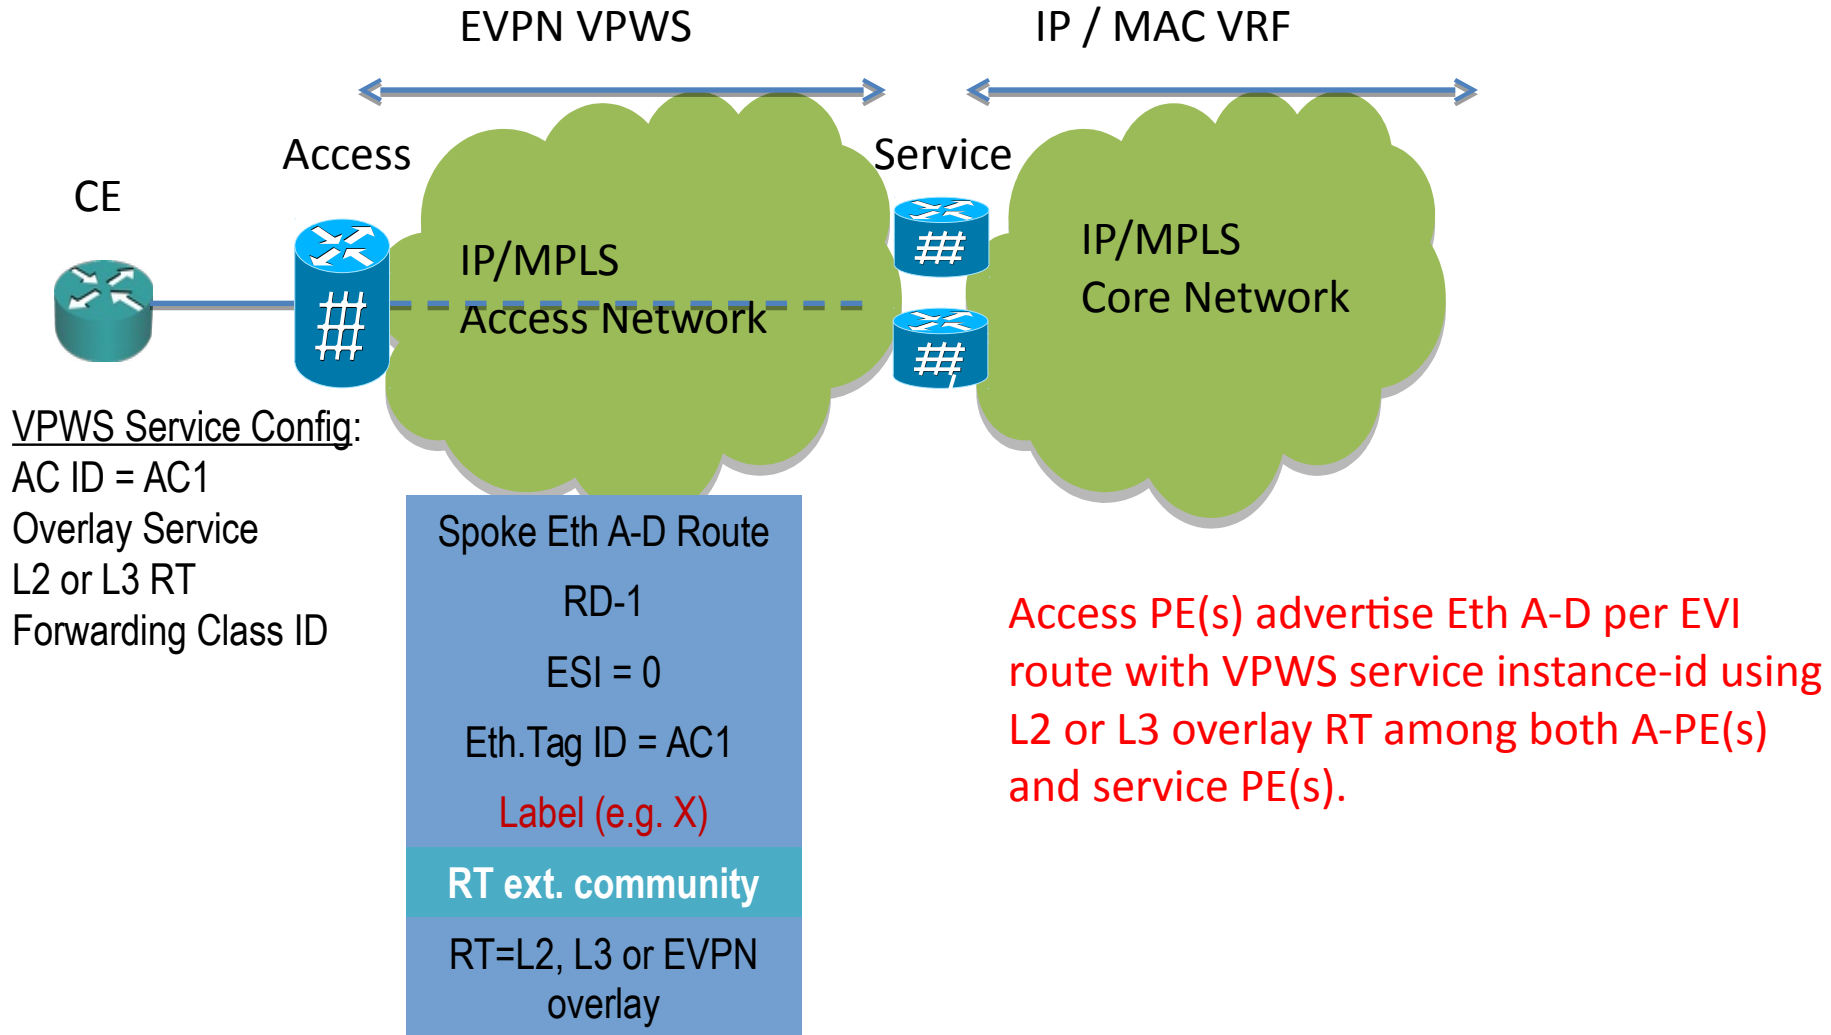 EVPN VPWS
IP / MAC VRF
Access
Service
CE
IP/MPLS
Access Network
IP/MPLS
Core Network
VPWS Service Config:
AC ID = AC1
Overlay Service
L2 or L3 RT
Forwarding Class ID
Spoke Eth A-D Route
RD-1
ESI = 0
Eth.Tag ID = AC1
Label (e.g. X)
RT ext. community
RT=L2, L3 or EVPN
overlay
Access PE(s) advertise Eth A-D per EVI
route with VPWS service instance-id using
L2 or L3 overlay RT among both A-PE(s)
and service PE(s).